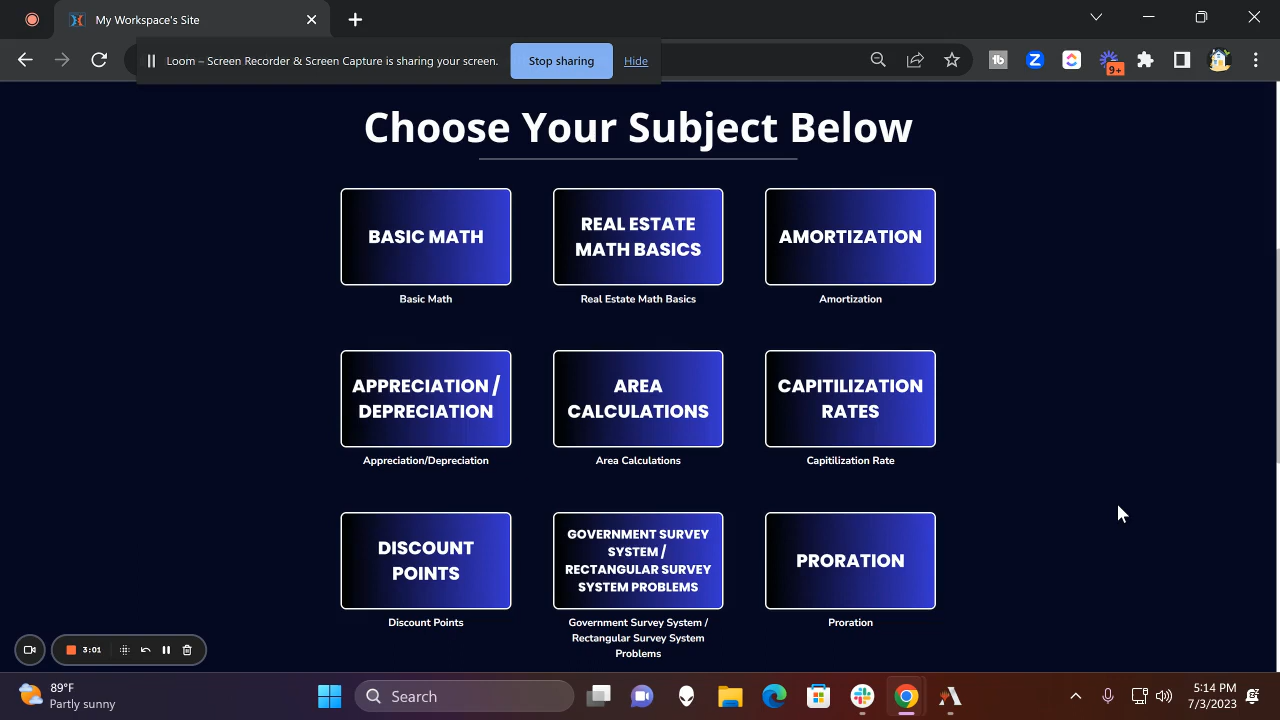 My Workspace's Site
Loom – Screen Recorder & Screen Capture is sharing your screen.
Stop sharing
Hide
tb
Z
9+
Choose Your Subject Below
BASIC MATH
Basic Math
REAL ESTATE
MATH BASICS
Real Estate Math Basics
AMORTIZATION
Amortization
APPRECIATION /
DEPRECIATION
Appreciation/Depreciation
AREA
CALCULATIONS
Area Calculations
CAPITILIZATION
RATES
Capitilization Rate
DISCOUNT
POINTS
Discount Points
GOVERNMENT SURVEY
SYSTEM /
RECTANGULAR SURVEY
SYSTEM PROBLEMS
Government Survey System /
Rectangular Survey System
Problems
PRORATION
Proration
3:01
89°F
Partly sunny
Search
5:14 PM
7/3/2023